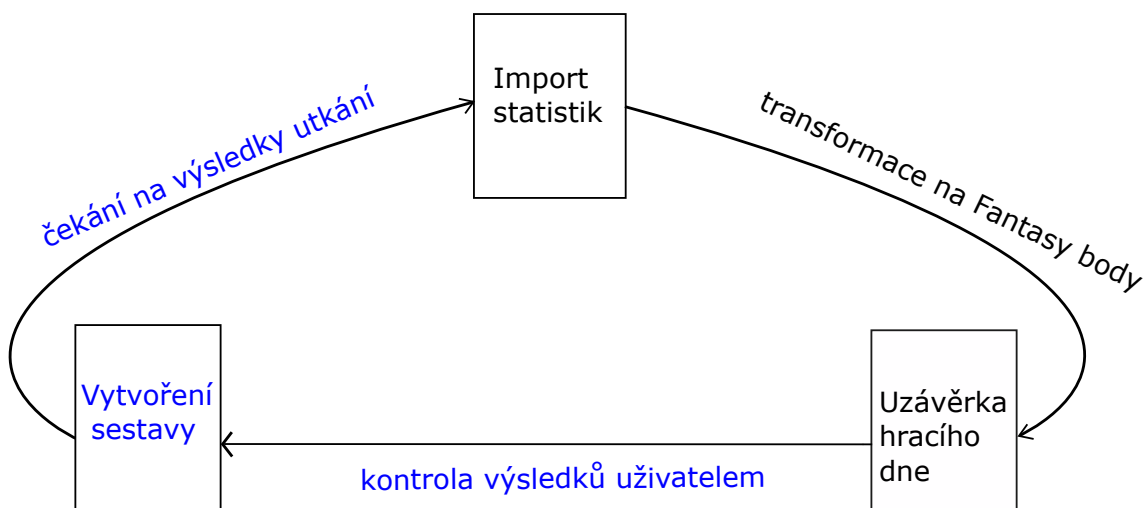 Import
statistik
čekání na výsledky utkání
transformace na Fantasy body
Vytvoření
sestavy
Uzávěrka
hracího
dne
kontrola výsledků uživatelem